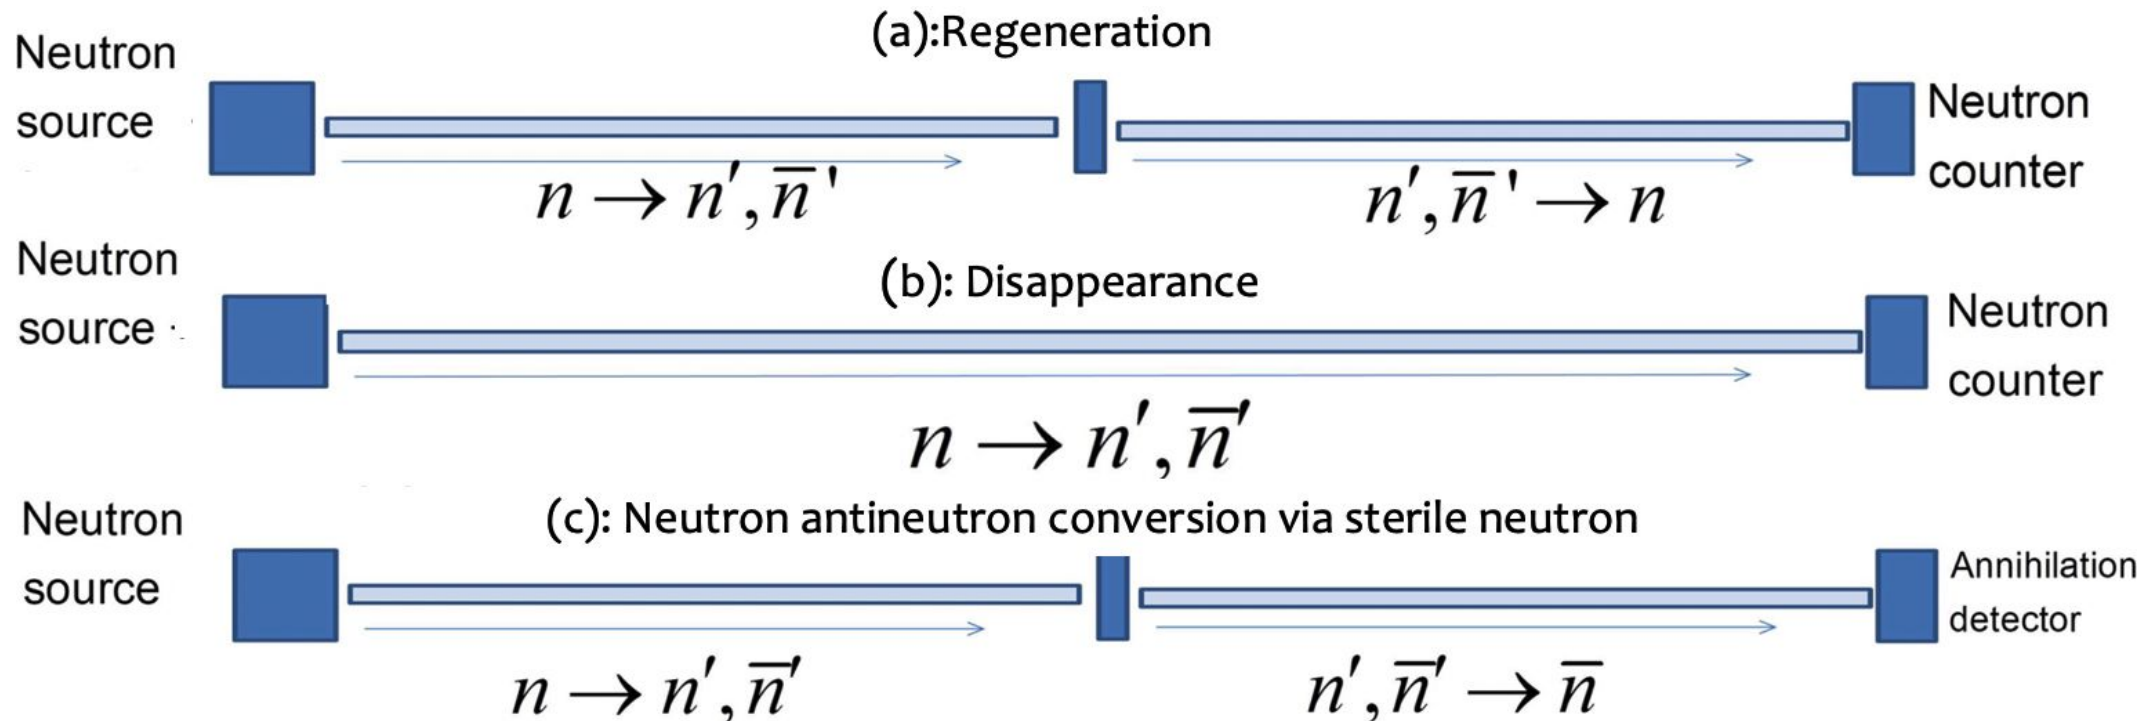 (a):Regeneration
Neutron
source
Neutron
counter
n → n′, n̅ '
n′, n̅ ' → n
(b): Disappearance
Neutron
source
Neutron
counter
n → n′, n̅′
(c): Neutron antineutron conversion via sterile neutron
Neutron
source
Annihilation
detector
n → n′, n̅′
n′, n̅′ → n̅